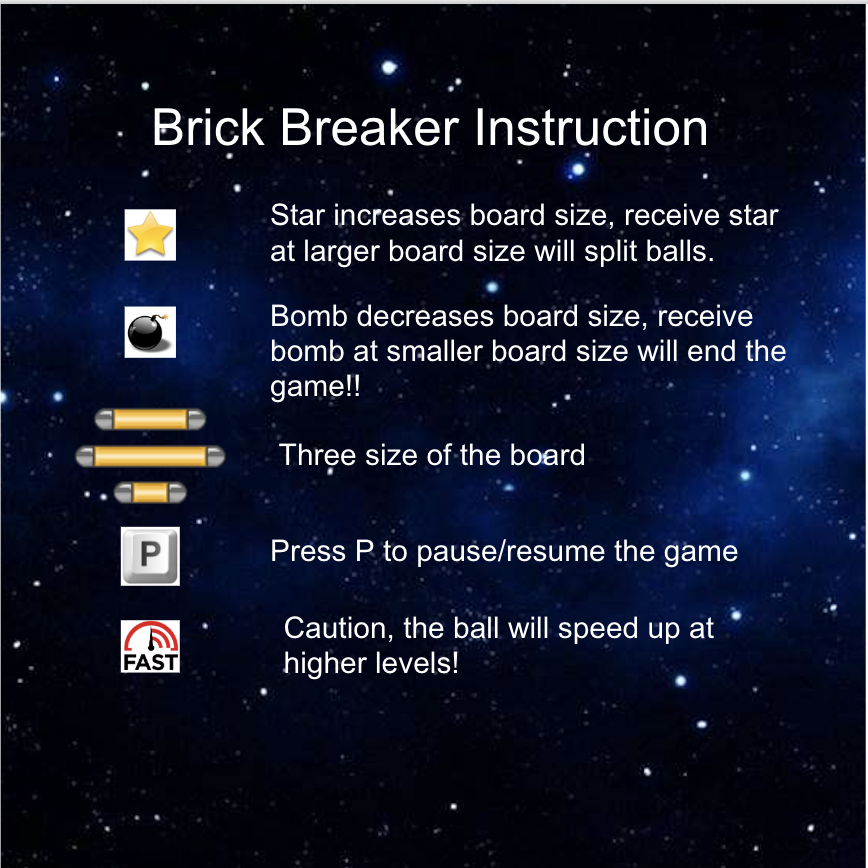 Brick Breaker Instruction
Star increases board size, receive star
at larger board size will split balls.
Bomb decreases board size, receive
bomb at smaller board size will end the
game!!
Three size of the board
P
Press P to pause/resume the game
FAST
Caution, the ball will speed up at
higher levels!